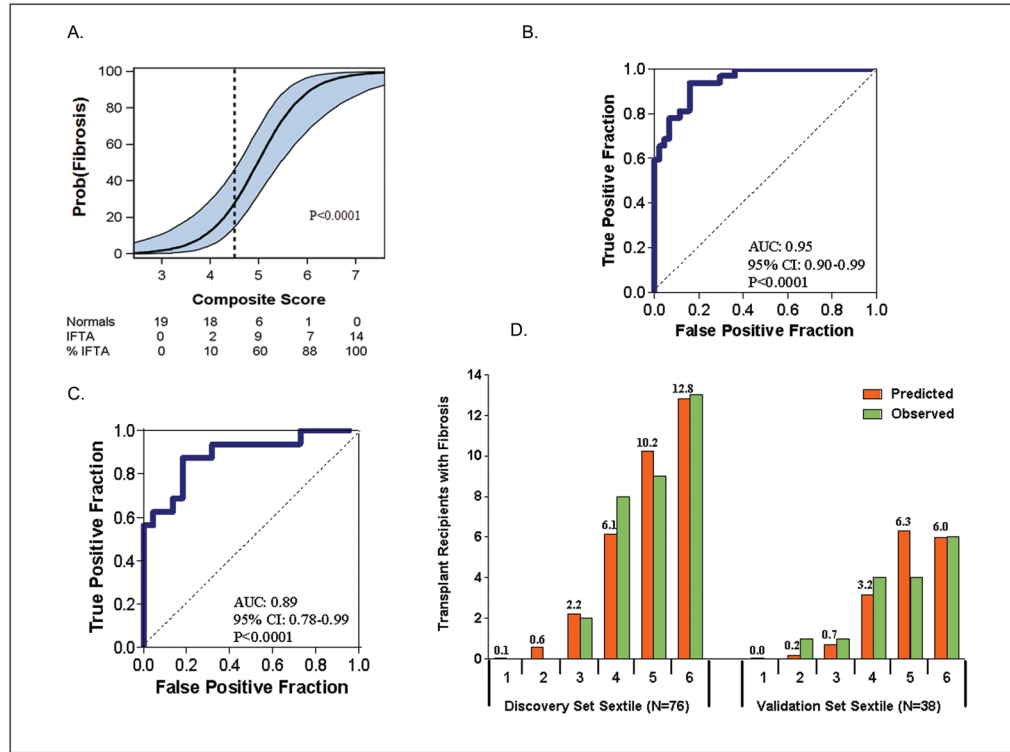 A.
100
80
60
40
20
0
Prob(Fibrosis)
P<0.0001
3 4 5 6 7
Composite Score
Normals 19 18 6 1 0
IFTA 0 2 9 7 14
% IFTA 0 10 60 88 100
B.
1.0
0.8
0.6
0.4
0.2
0.0
True Positive Fraction
AUC: 0.95
95% CI: 0.90-0.99
P<0.0001
0.0 0.2 0.4 0.6 0.8 1.0
False Positive Fraction
C.
1.0
0.8
0.6
0.4
0.2
0.0
True Positive Fraction
AUC: 0.89
95% CI: 0.78-0.99
P<0.0001
0.0 0.2 0.4 0.6 0.8 1.0
False Positive Fraction
D.
14
12
10
8
6
4
2
0
Transplant Recipients with Fibrosis
Predicted
Observed
0.1 0.6 2.2 6.1 10.2 12.8
0.0 0.2 0.7 3.2 6.3 6.0
1 2 3 4 5 6 1 2 3 4 5 6
Discovery Set Sextile (N=76) Validation Set Sextile (N=38)